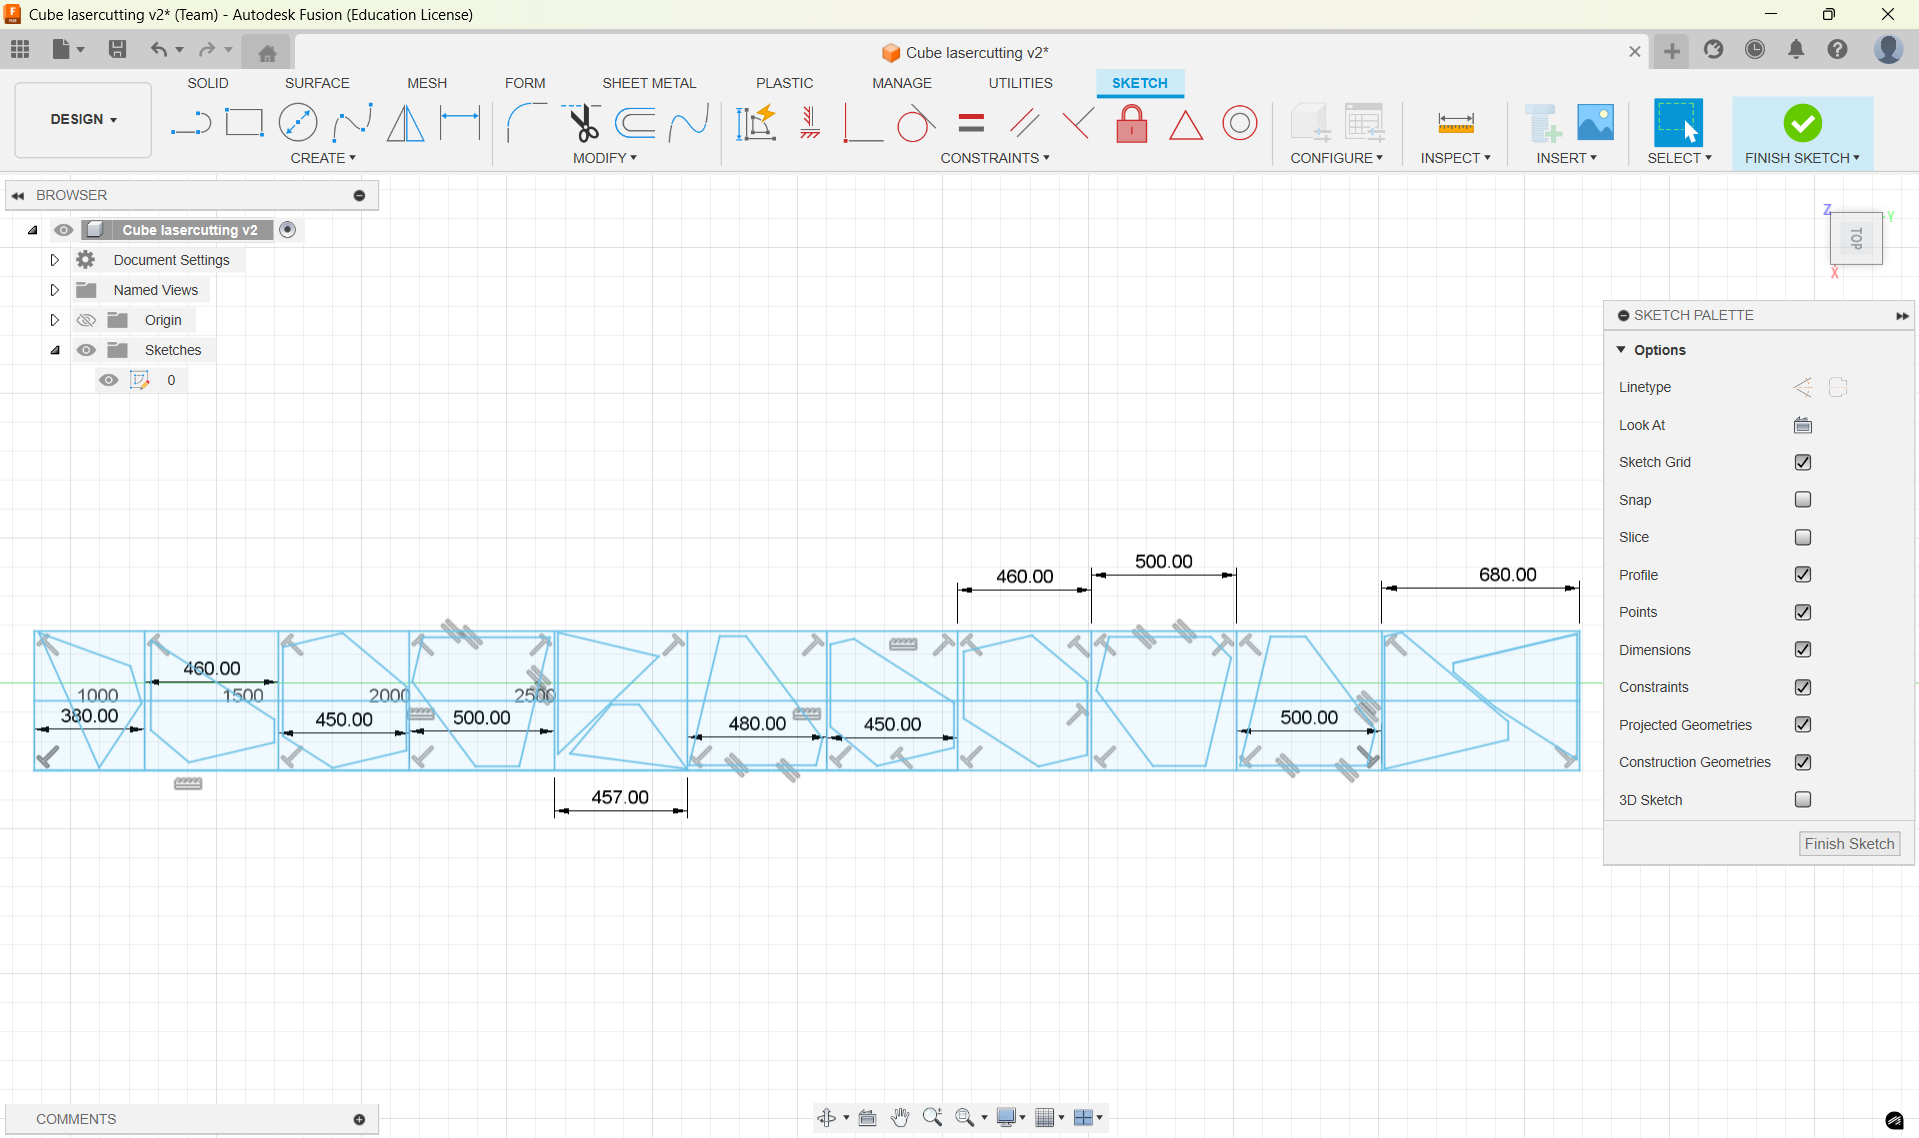 Cube lasercutting v2* (Team) - Autodesk Fusion (Education License)
Cube lasercutting v2*
SOLID SURFACE MESH FORM SHEET METAL PLASTIC MANAGE UTILITIES SKETCH
DESIGN
CREATE MODIFY CONSTRAINTS CONFIGURE INSPECT INSERT SELECT FINISH SKETCH
BROWSER
Cube lasercutting v2
Document Settings
Named Views
Origin
Sketches
0
Z
Y
TOP
X
SKETCH PALETTE
Options
Linetype
Look At
Sketch Grid
Snap
Slice
Profile
Points
Dimensions
Constraints
Projected Geometries
Construction Geometries
3D Sketch
Finish Sketch
500.00
460.00
680.00
460.00
1000
1500
2000
2500
380.00
450.00
500.00
480.00
450.00
500.00
457.00
COMMENTS